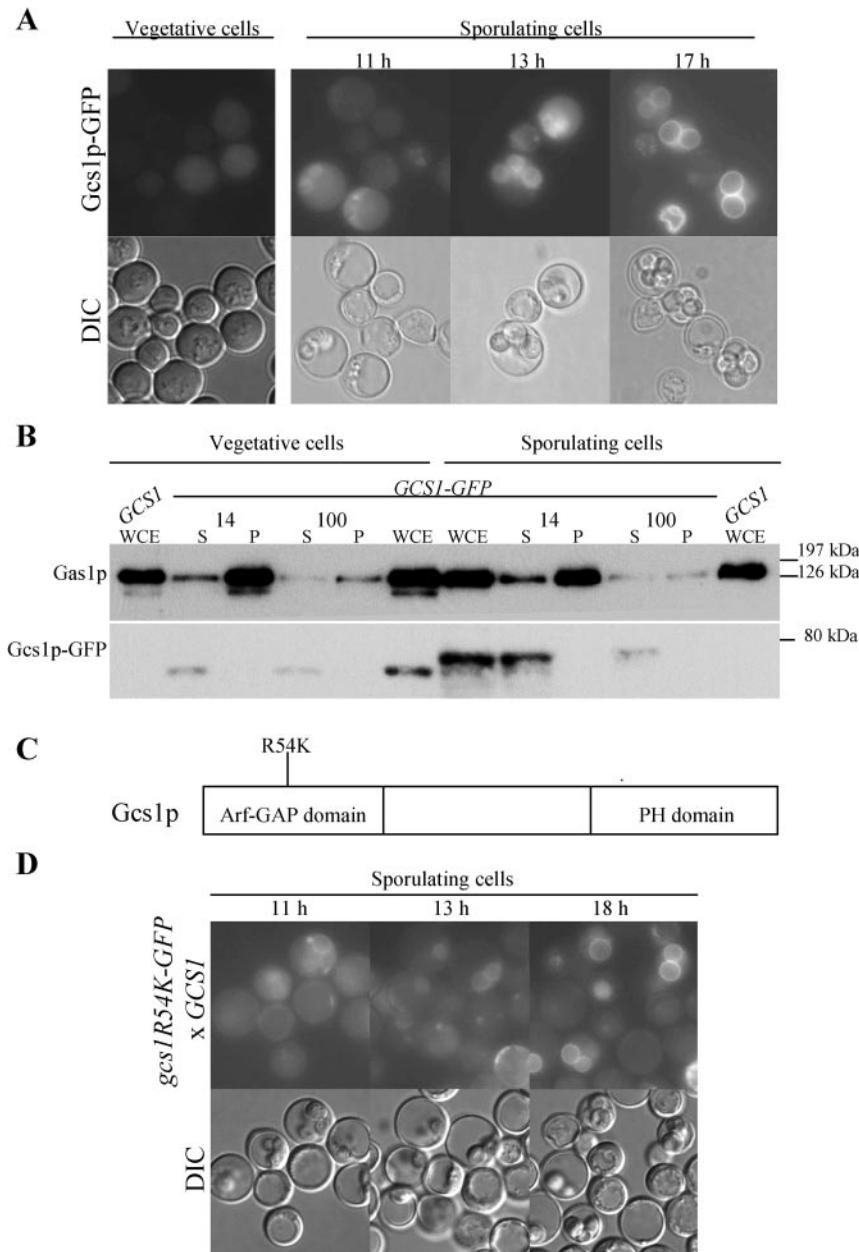 A
Vegetative cells Sporulating cells
11 h 13 h 17 h
Gcs1p-GFP
DIC
B
Vegetative cells Sporulating cells
GCS1 GCS1-GFP GCS1
14 100 14 100
WCE S P S P WCE WCE S P S P WCE
Gas1p
197 kDa
126 kDa
Gcs1p-GFP
80 kDa
C
R54K
Gcs1p Arf-GAP domain PH domain
D
Sporulating cells
11 h 13 h 18 h
gcs1R54K-GFP
x GCS1
DIC